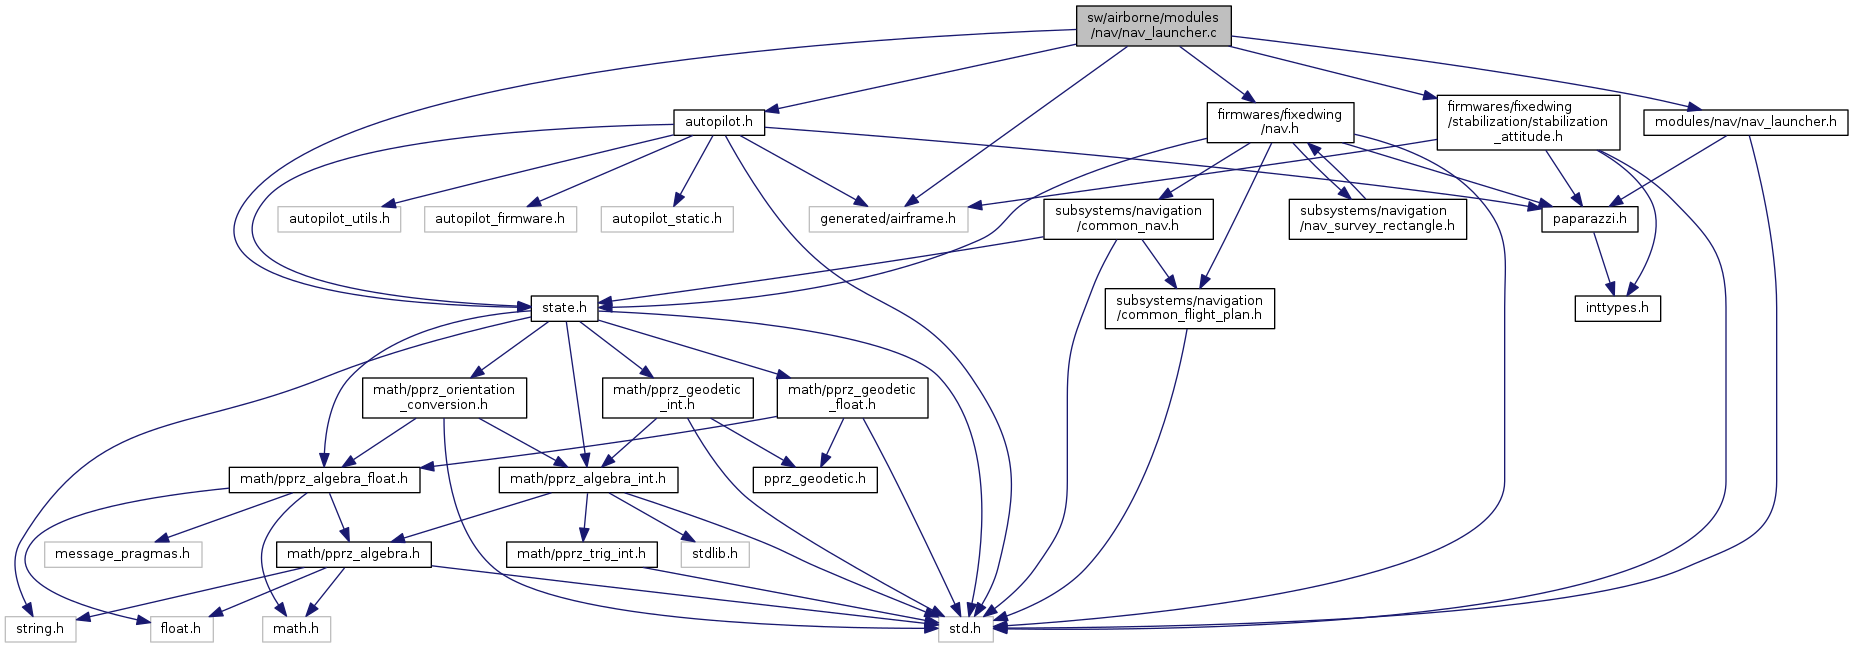 sw/airborne/modules
/nav/nav_launcher.c
autopilot.h
firmwares/fixedwing
/nav.h
firmwares/fixedwing
/stabilization/stabilization
_attitude.h
modules/nav/nav_launcher.h
autopilot_utils.h
autopilot_firmware.h
autopilot_static.h
generated/airframe.h
subsystems/navigation
/common_nav.h
subsystems/navigation
/nav_survey_rectangle.h
paparazzi.h
state.h
subsystems/navigation
/common_flight_plan.h
inttypes.h
math/pprz_orientation
_conversion.h
math/pprz_geodetic
_int.h
math/pprz_geodetic
_float.h
math/pprz_algebra_float.h
math/pprz_algebra_int.h
pprz_geodetic.h
message_pragmas.h
math/pprz_algebra.h
math/pprz_trig_int.h
stdlib.h
string.h
float.h
math.h
std.h